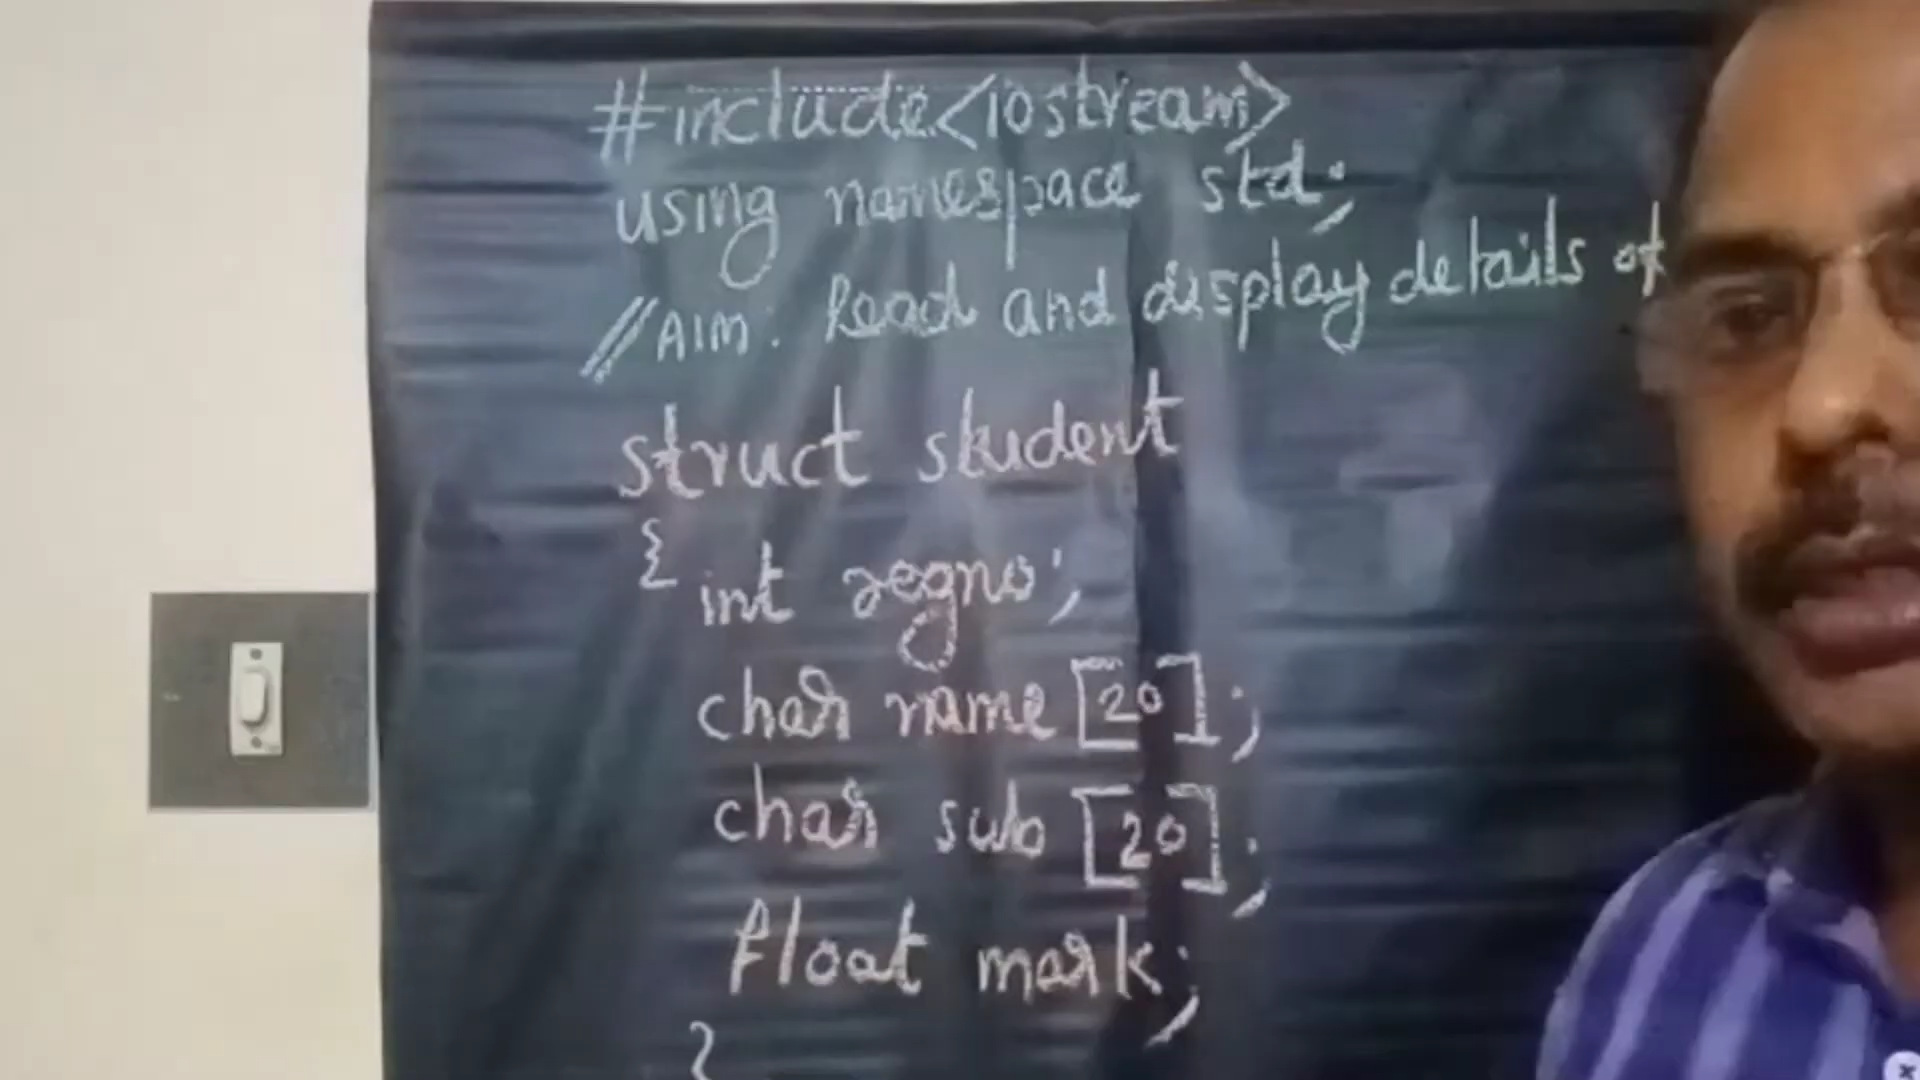 #include<iostream>
using namespace std;
//AIM: Read and display details of
struct student
{
int regno;
char name [20];
char sub [20];
float mark;
}